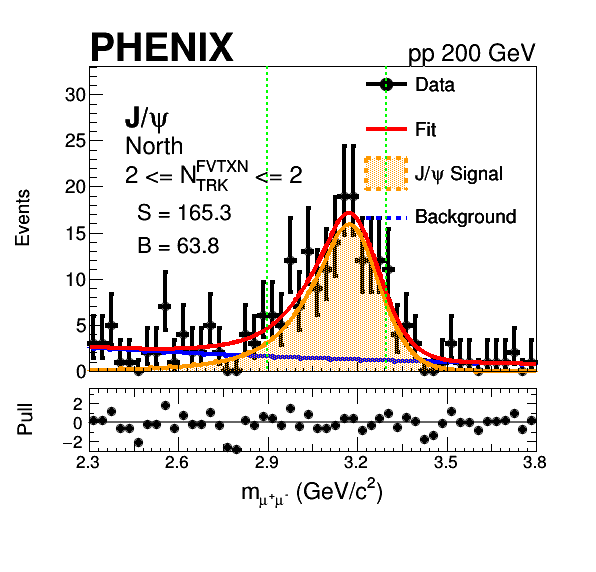 PHENIX pp 200 GeV
J/ψ
North
2 <= N_TRK^FVTXN <= 2
S = 165.3
B = 63.8
Data
Fit
J/ψ Signal
Background
Events
30
25
20
15
10
5
0
Pull
2
0
−2
2.3 2.6 2.9 3.2 3.5 3.8
m_μ⁺μ⁻ (GeV/c²)